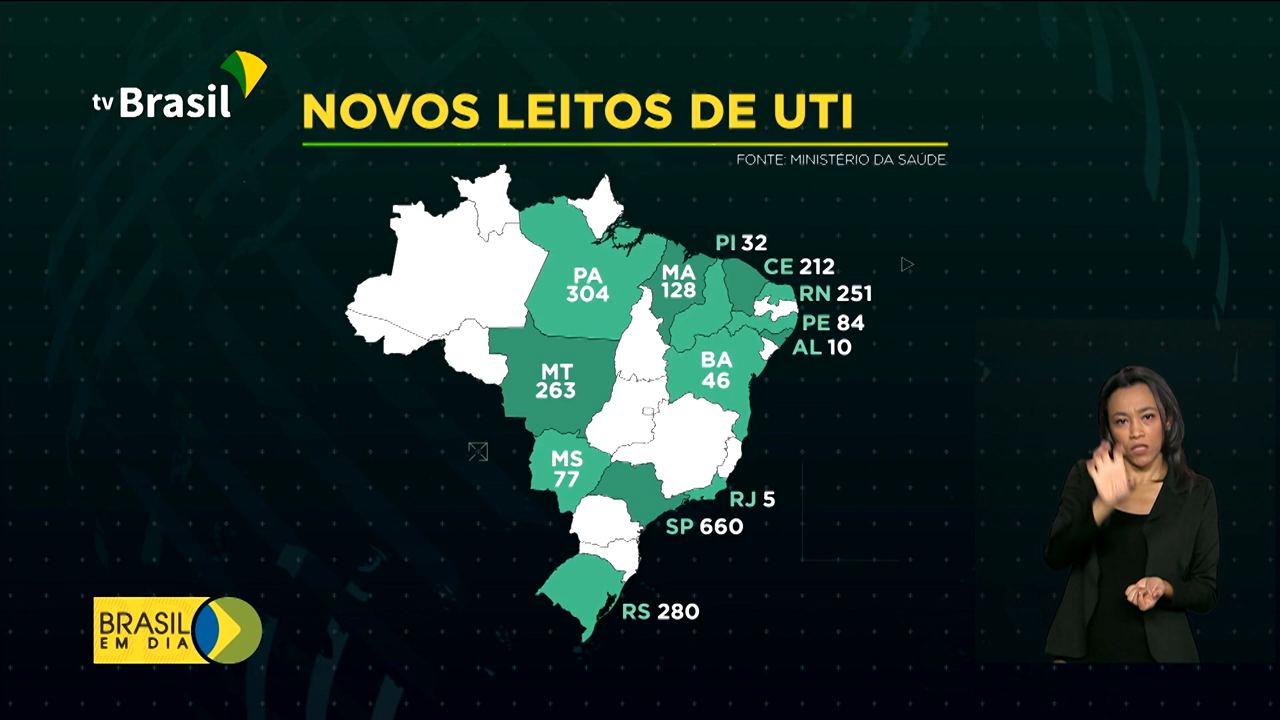 tv Brasil
NOVOS LEITOS DE UTI
FONTE: MINISTÉRIO DA SAÚDE
PI 32
CE 212
RN 251
PE 84
AL 10
PA
304
MA
128
BA
46
MT
263
MS
77
RJ 5
SP 660
RS 280
BRASIL
EM DIA